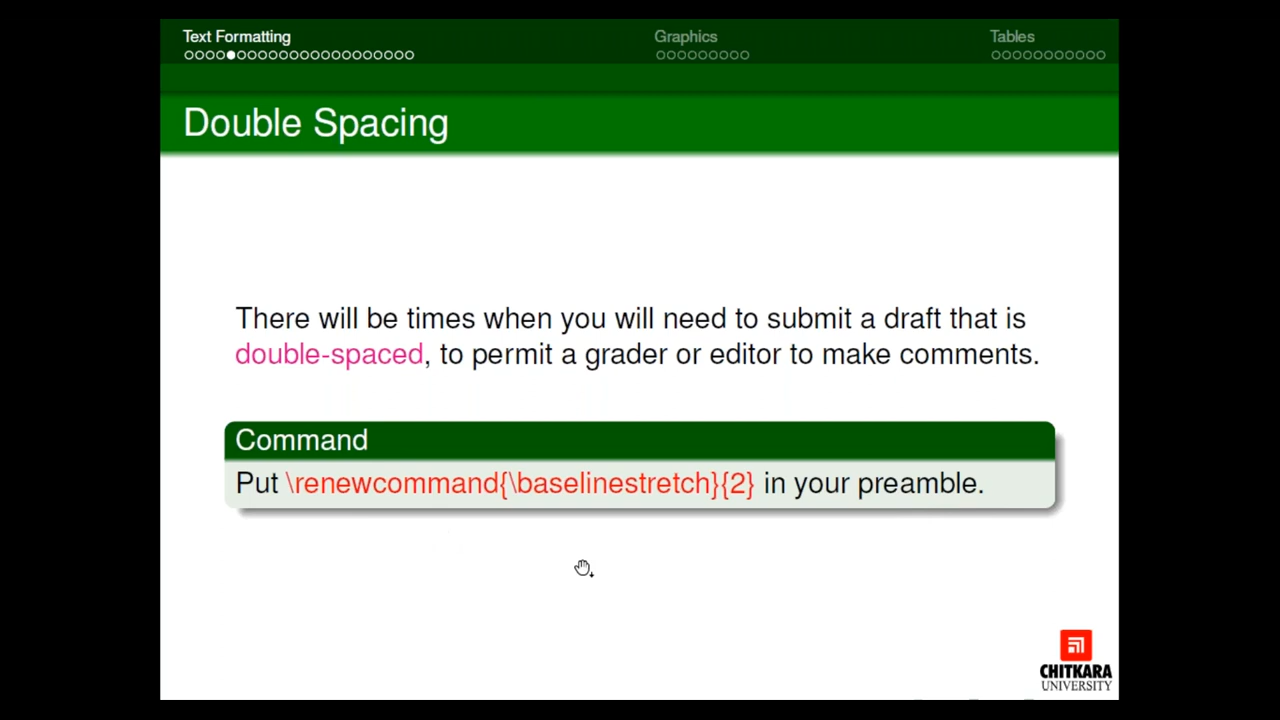 Text Formatting
Graphics
Tables
Double Spacing
There will be times when you will need to submit a draft that is
double-spaced, to permit a grader or editor to make comments.
Command
Put \renewcommand{\baselinestretch}{2} in your preamble.
CHITKARA
UNIVERSITY